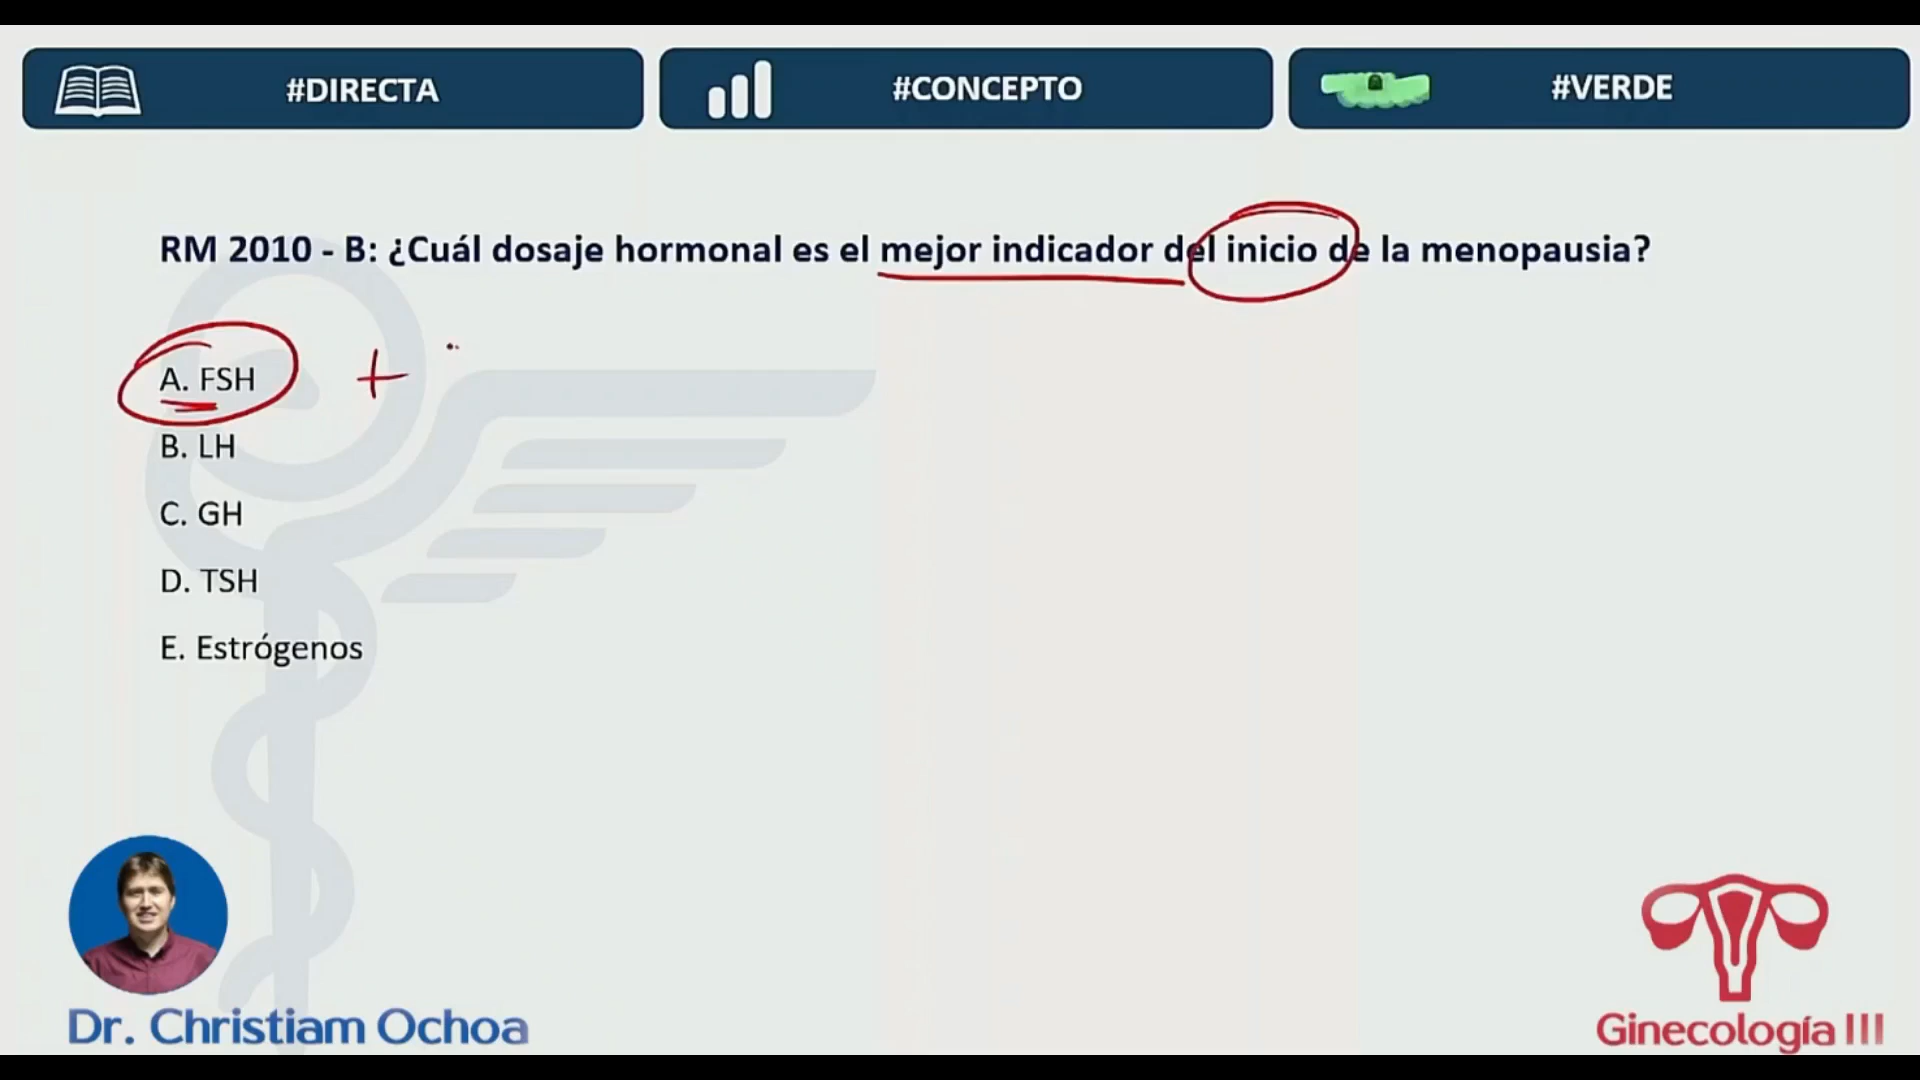 #DIRECTA
#CONCEPTO
#VERDE
RM 2010 - B: ¿Cuál dosaje hormonal es el mejor indicador del inicio de la menopausia?
A. FSH +
B. LH
C. GH
D. TSH
E. Estrógenos
Dr. Christiam Ochoa
Ginecología III